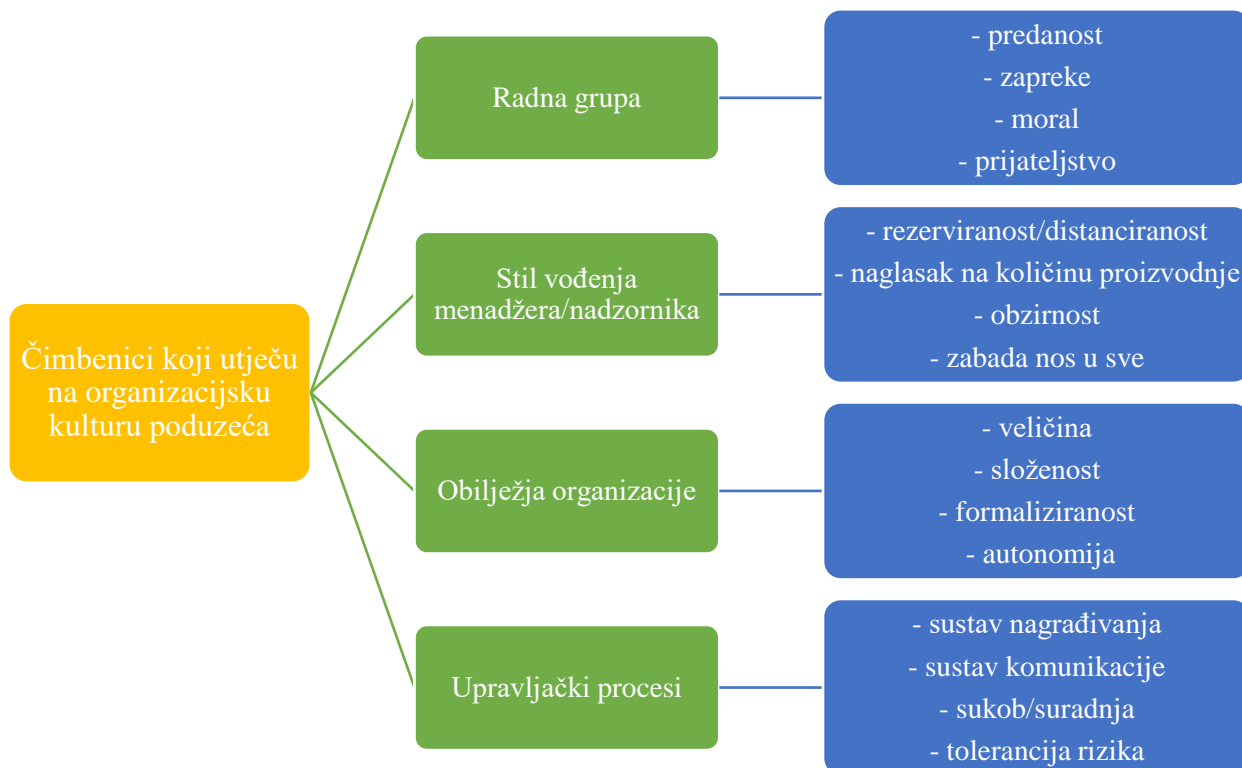 Čimbenici koji utječu
na organizacijsku
kulturu poduzeća
Radna grupa
- predanost
- zapreke
- moral
- prijateljstvo
Stil vođenja
menadžera/nadzornika
- rezerviranost/distanciranost
- naglasak na količinu proizvodnje
- obzirnost
- zabada nos u sve
Obilježja organizacije
- veličina
- složenost
- formaliziranost
- autonomija
Upravljački procesi
- sustav nagrađivanja
- sustav komunikacije
- sukob/suradnja
- tolerancija rizika